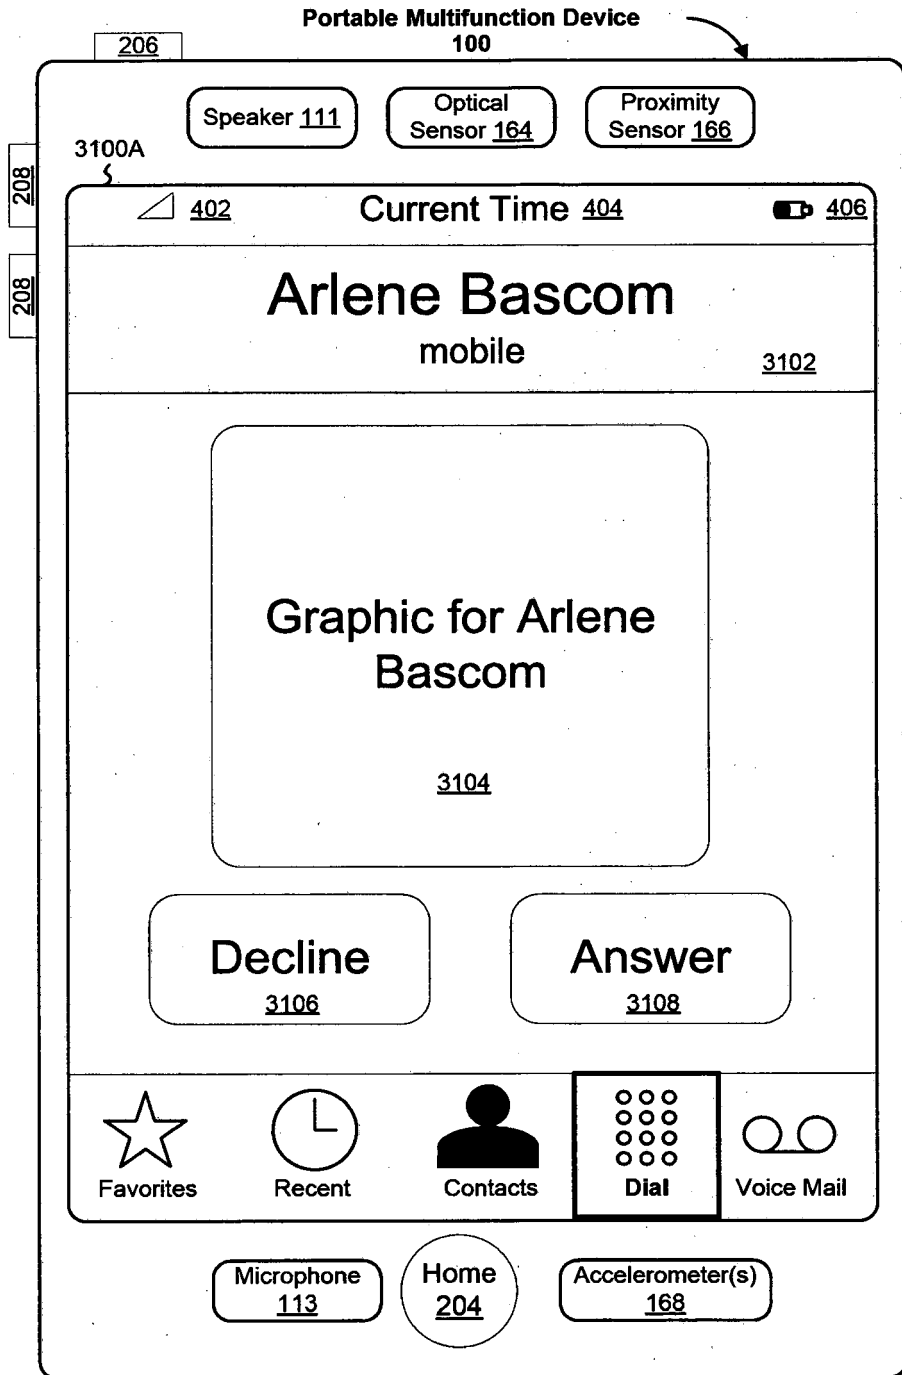 Portable Multifunction Device
100
206
Speaker 111
Optical
Sensor 164
Proximity
Sensor 166
3100A
208
208
402
Current Time 404
406
Arlene Bascom
mobile
3102
Graphic for Arlene
Bascom
3104
Decline
3106
Answer
3108
Favorites
Recent
Contacts
Dial
Voice Mail
Microphone
113
Home
204
Accelerometer(s)
168